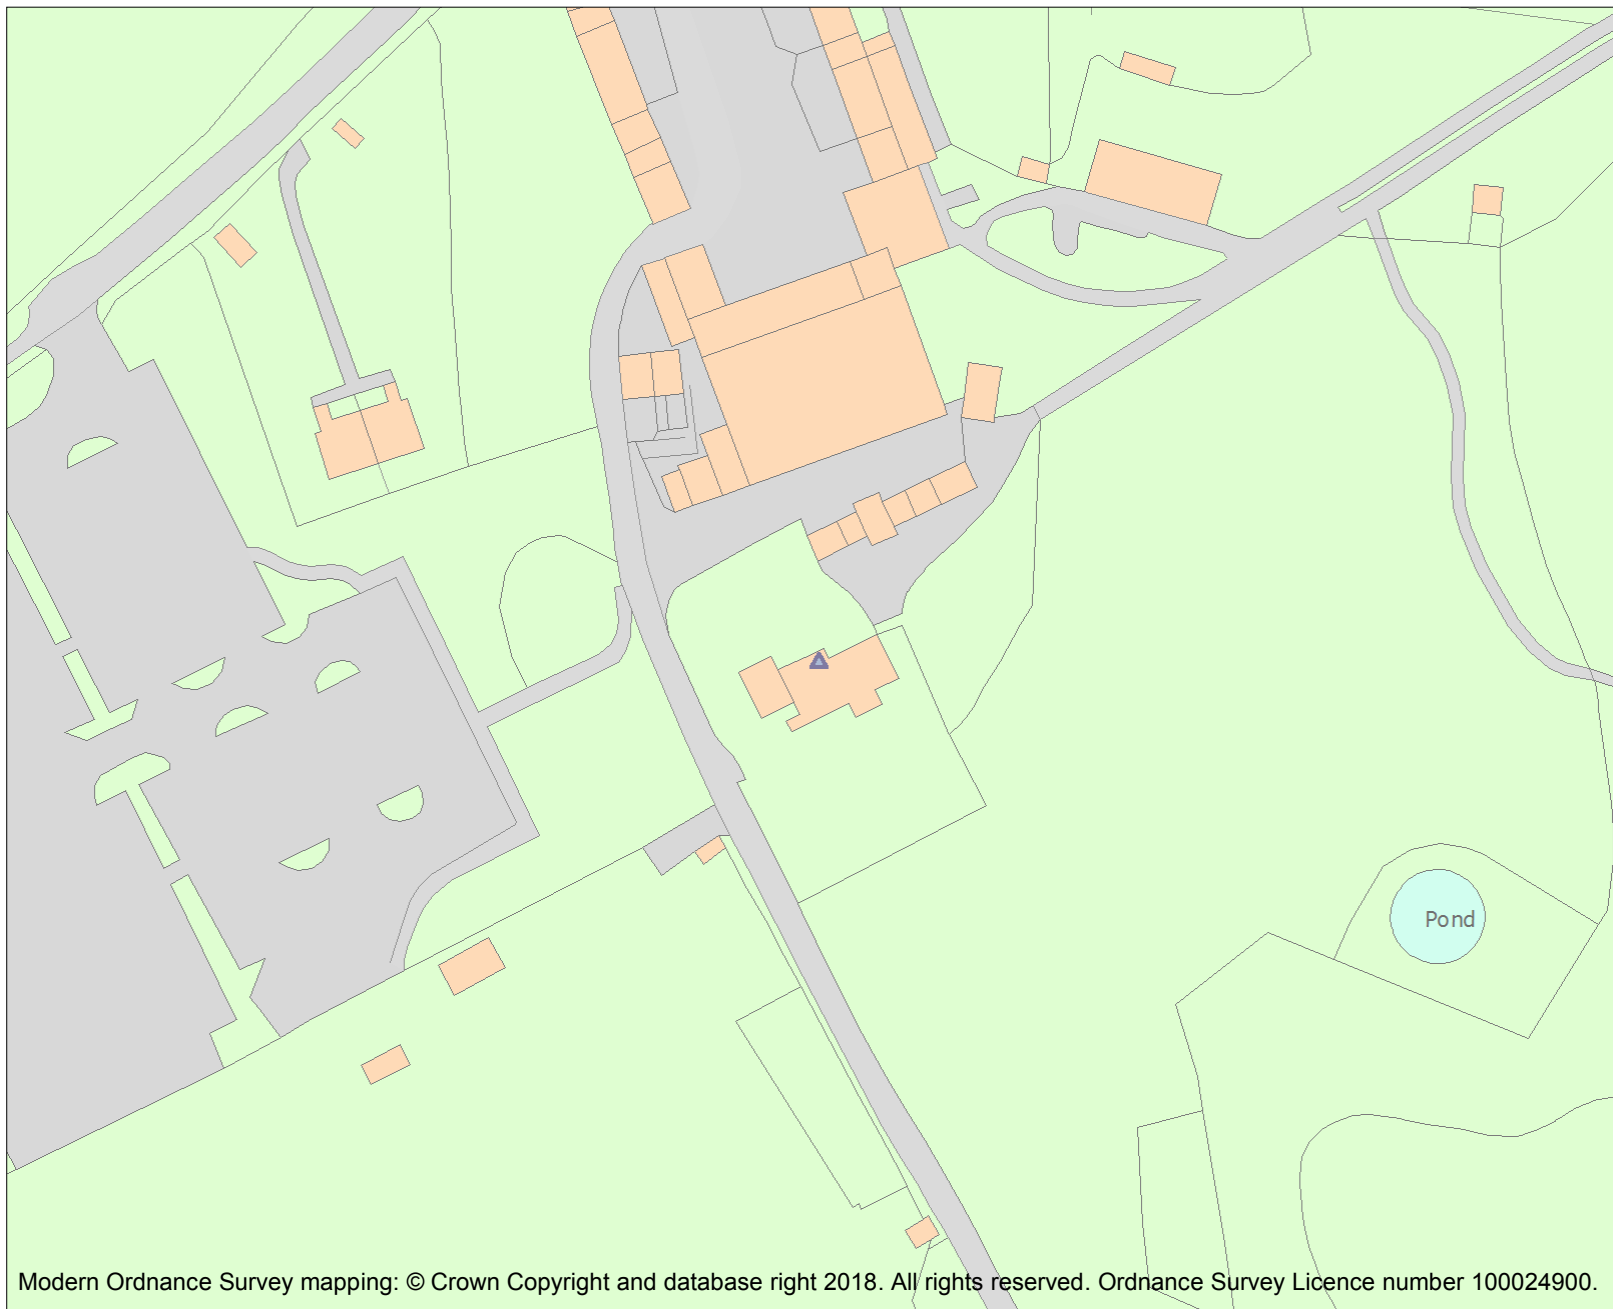 Pond
Modern Ordnance Survey mapping: © Crown Copyright and database right 2018. All rights reserved. Ordnance Survey Licence number 100024900.